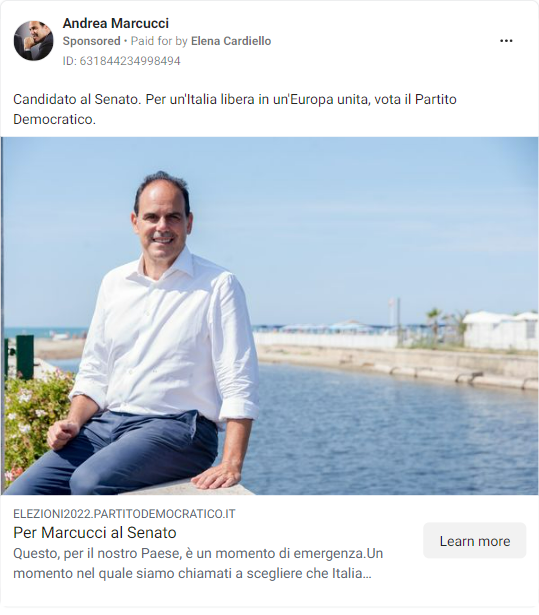 Andrea Marcucci
Sponsored • Paid for by Elena Cardiello
ID: 631844234998494
Candidato al Senato. Per un'Italia libera in un'Europa unita, vota il Partito
Democratico.
ELEZIONI2022.PARTITODEMOCRATICO.IT
Per Marcucci al Senato
Questo, per il nostro Paese, è un momento di emergenza.Un
momento nel quale siamo chiamati a scegliere che Italia...
Learn more